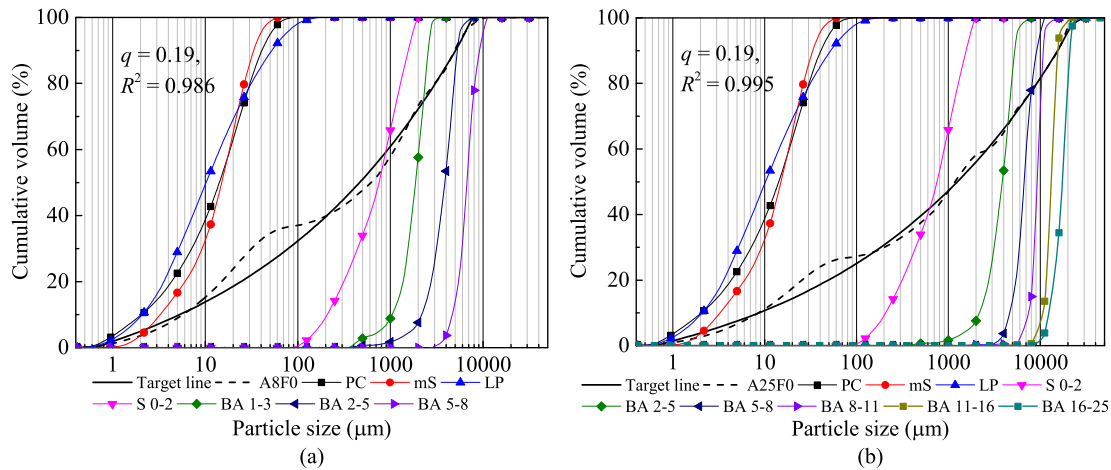 (a)
q = 0.19,
R² = 0.986
Cumulative volume (%)
100
80
60
40
20
0
1 10 100 1000 10000
Target line A8F0 PC mS LP
S 0-2 BA 1-3 BA 2-5 BA 5-8
Particle size (μm)
(a)
(b)
q = 0.19,
R² = 0.995
Cumulative volume (%)
100
80
60
40
20
0
1 10 100 1000 10000
Target line A25F0 PC mS LP S 0-2
BA 2-5 BA 5-8 BA 8-11 BA 11-16 BA 16-25
Particle size (μm)
(b)